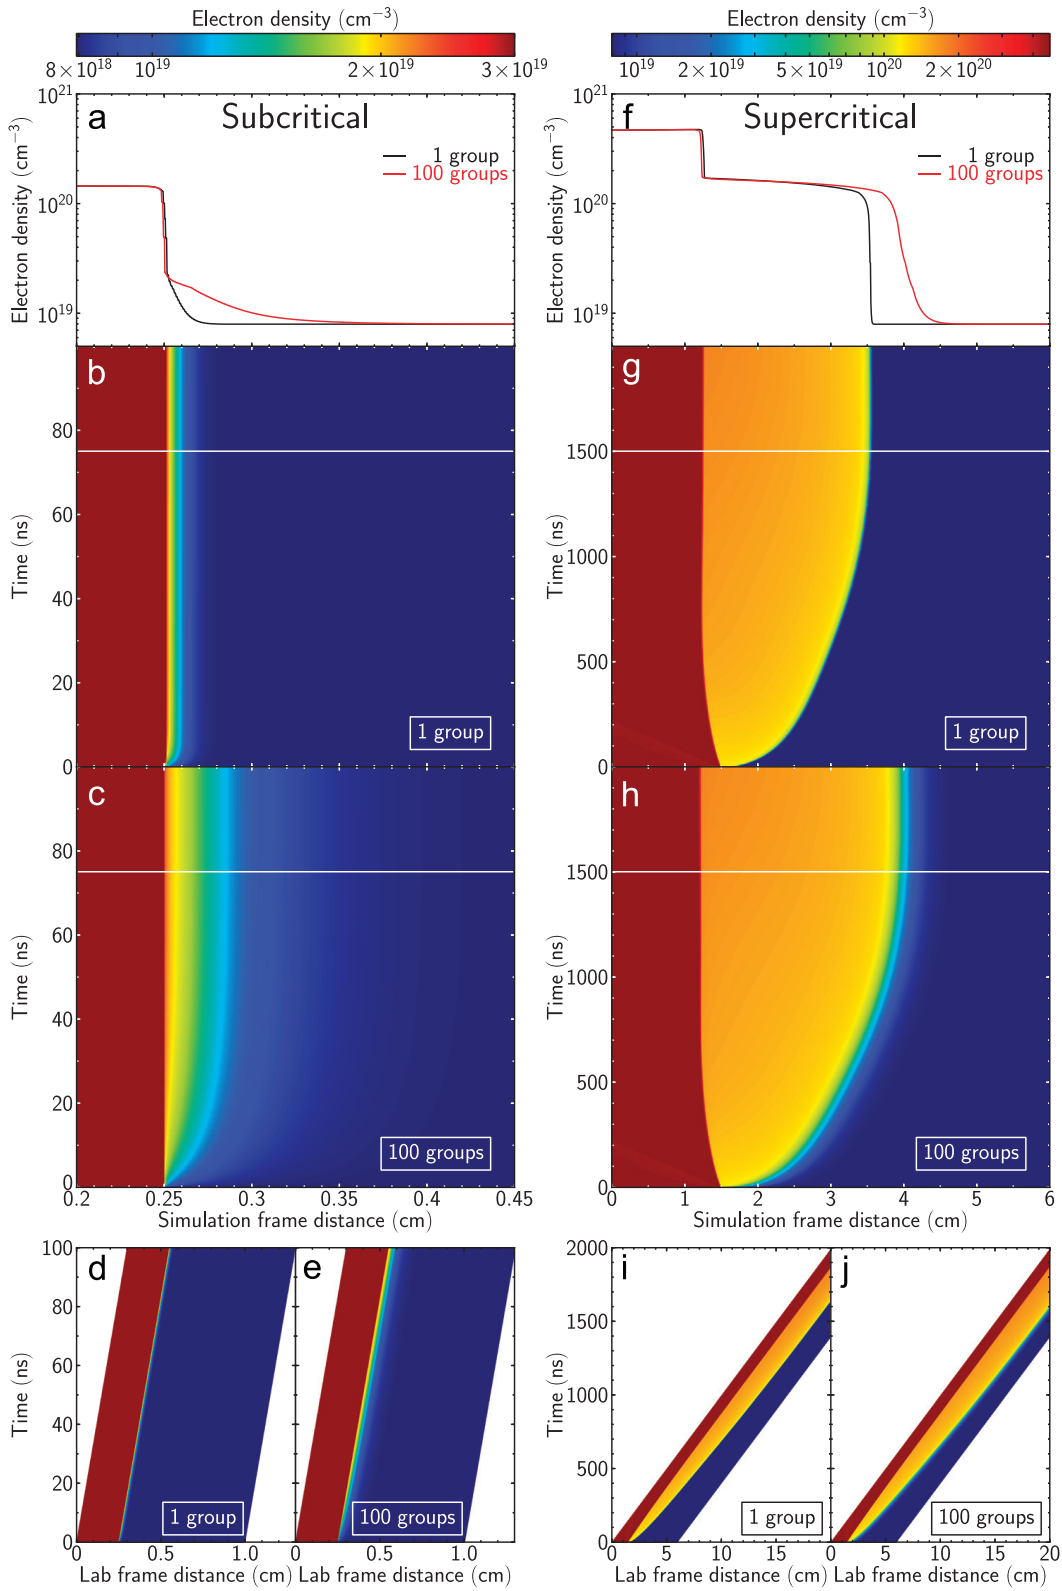 Electron density (cm⁻³)
8×10¹⁸ 10¹⁹ 2×10¹⁹ 3×10¹⁹
Electron density (cm⁻³)
10¹⁹ 2×10¹⁹ 5×10¹⁹ 10²⁰ 2×10²⁰
a Subcritical
1 group
100 groups
10²¹
10²⁰
10¹⁹
Electron density (cm⁻³)
f Supercritical
1 group
100 groups
10²¹
10²⁰
10¹⁹
Electron density (cm⁻³)
b
80
60
40
20
0
Time (ns)
1 group
g
1500
1000
500
0
Time (ns)
1 group
c
80
60
40
20
0
Time (ns)
100 groups
0.2 0.25 0.3 0.35 0.4 0.45
Simulation frame distance (cm)
h
1500
1000
500
0
Time (ns)
100 groups
0 1 2 3 4 5 6
Simulation frame distance (cm)
d
100
80
60
40
20
0
Time (ns)
1 group
0 0.5 1.0
Lab frame distance (cm)
e
100 groups
0 0.5 1.0
Lab frame distance (cm)
i
2000
1500
1000
500
0
Time (ns)
1 group
0 5 10 15
Lab frame distance (cm)
j
100 groups
0 5 10 15 20
Lab frame distance (cm)